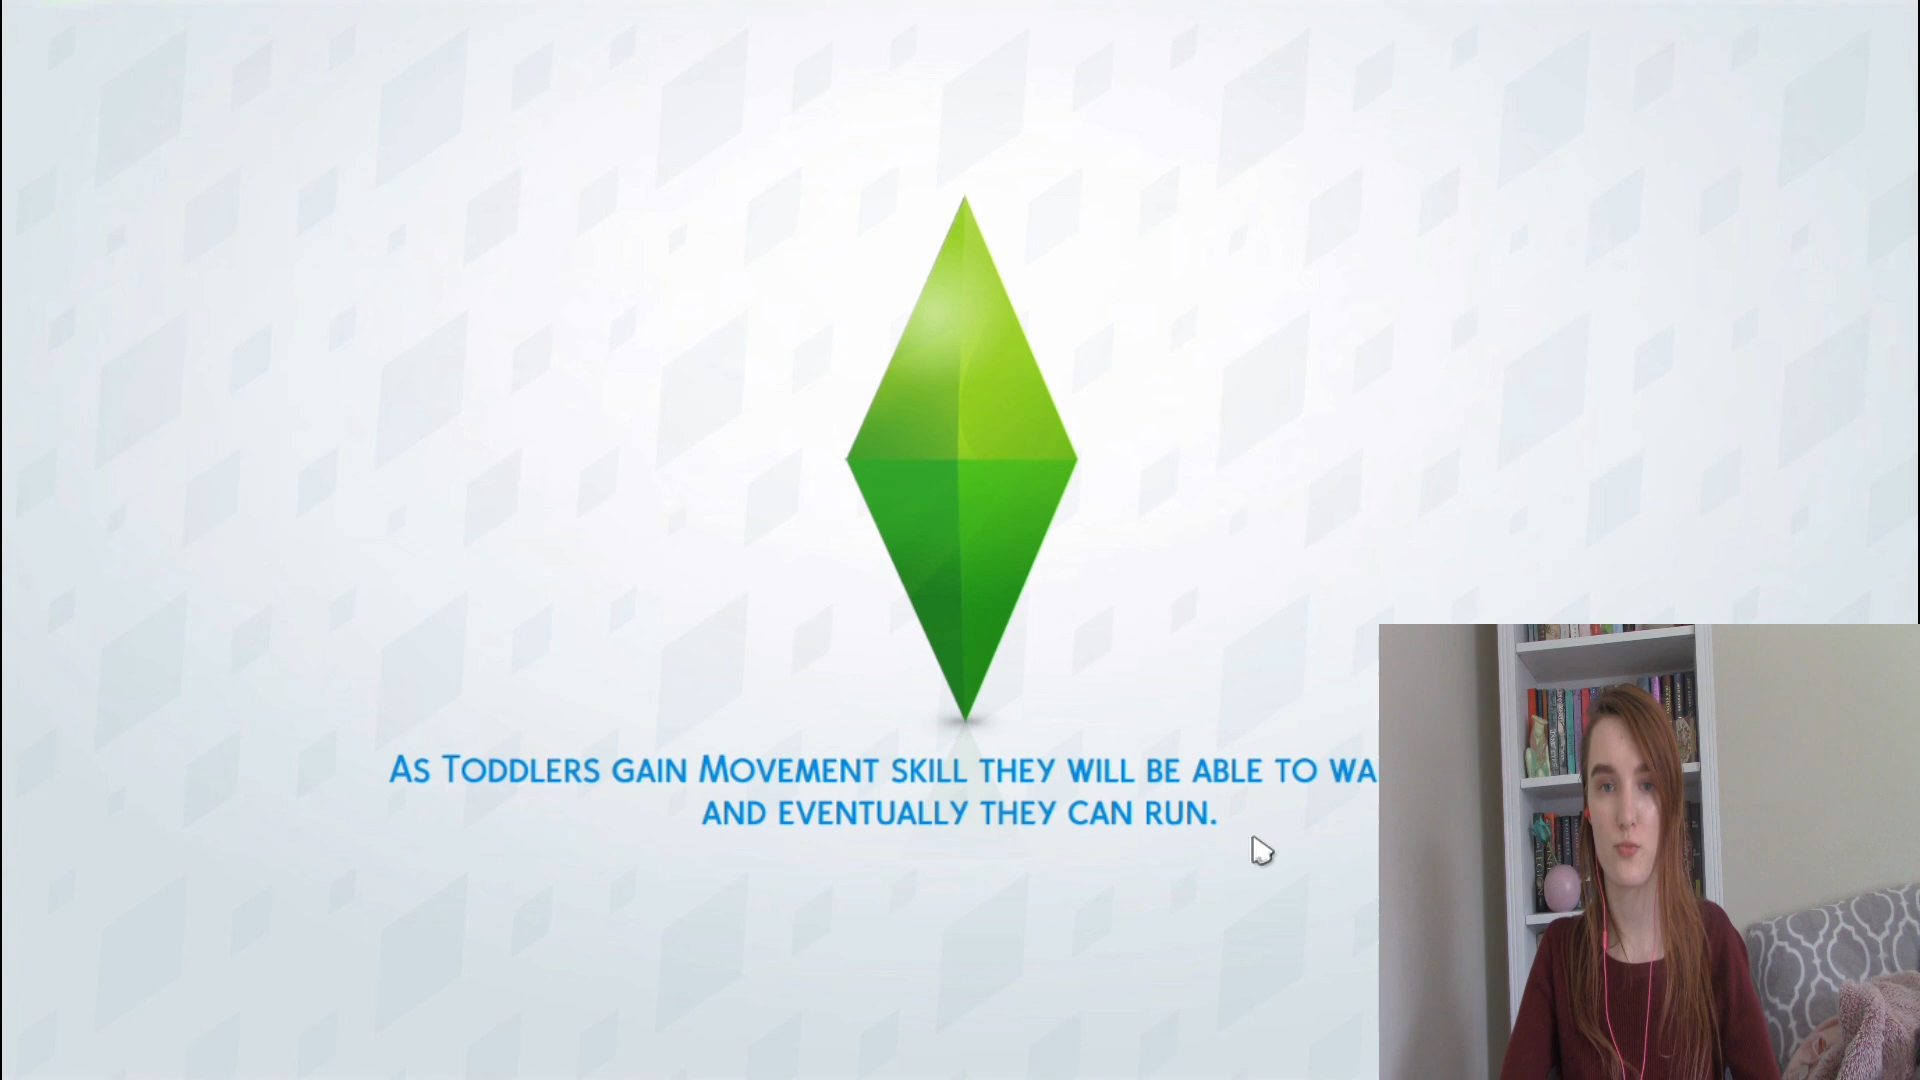 As Toddlers gain Movement skill they will be able to wa
and eventually they can run.